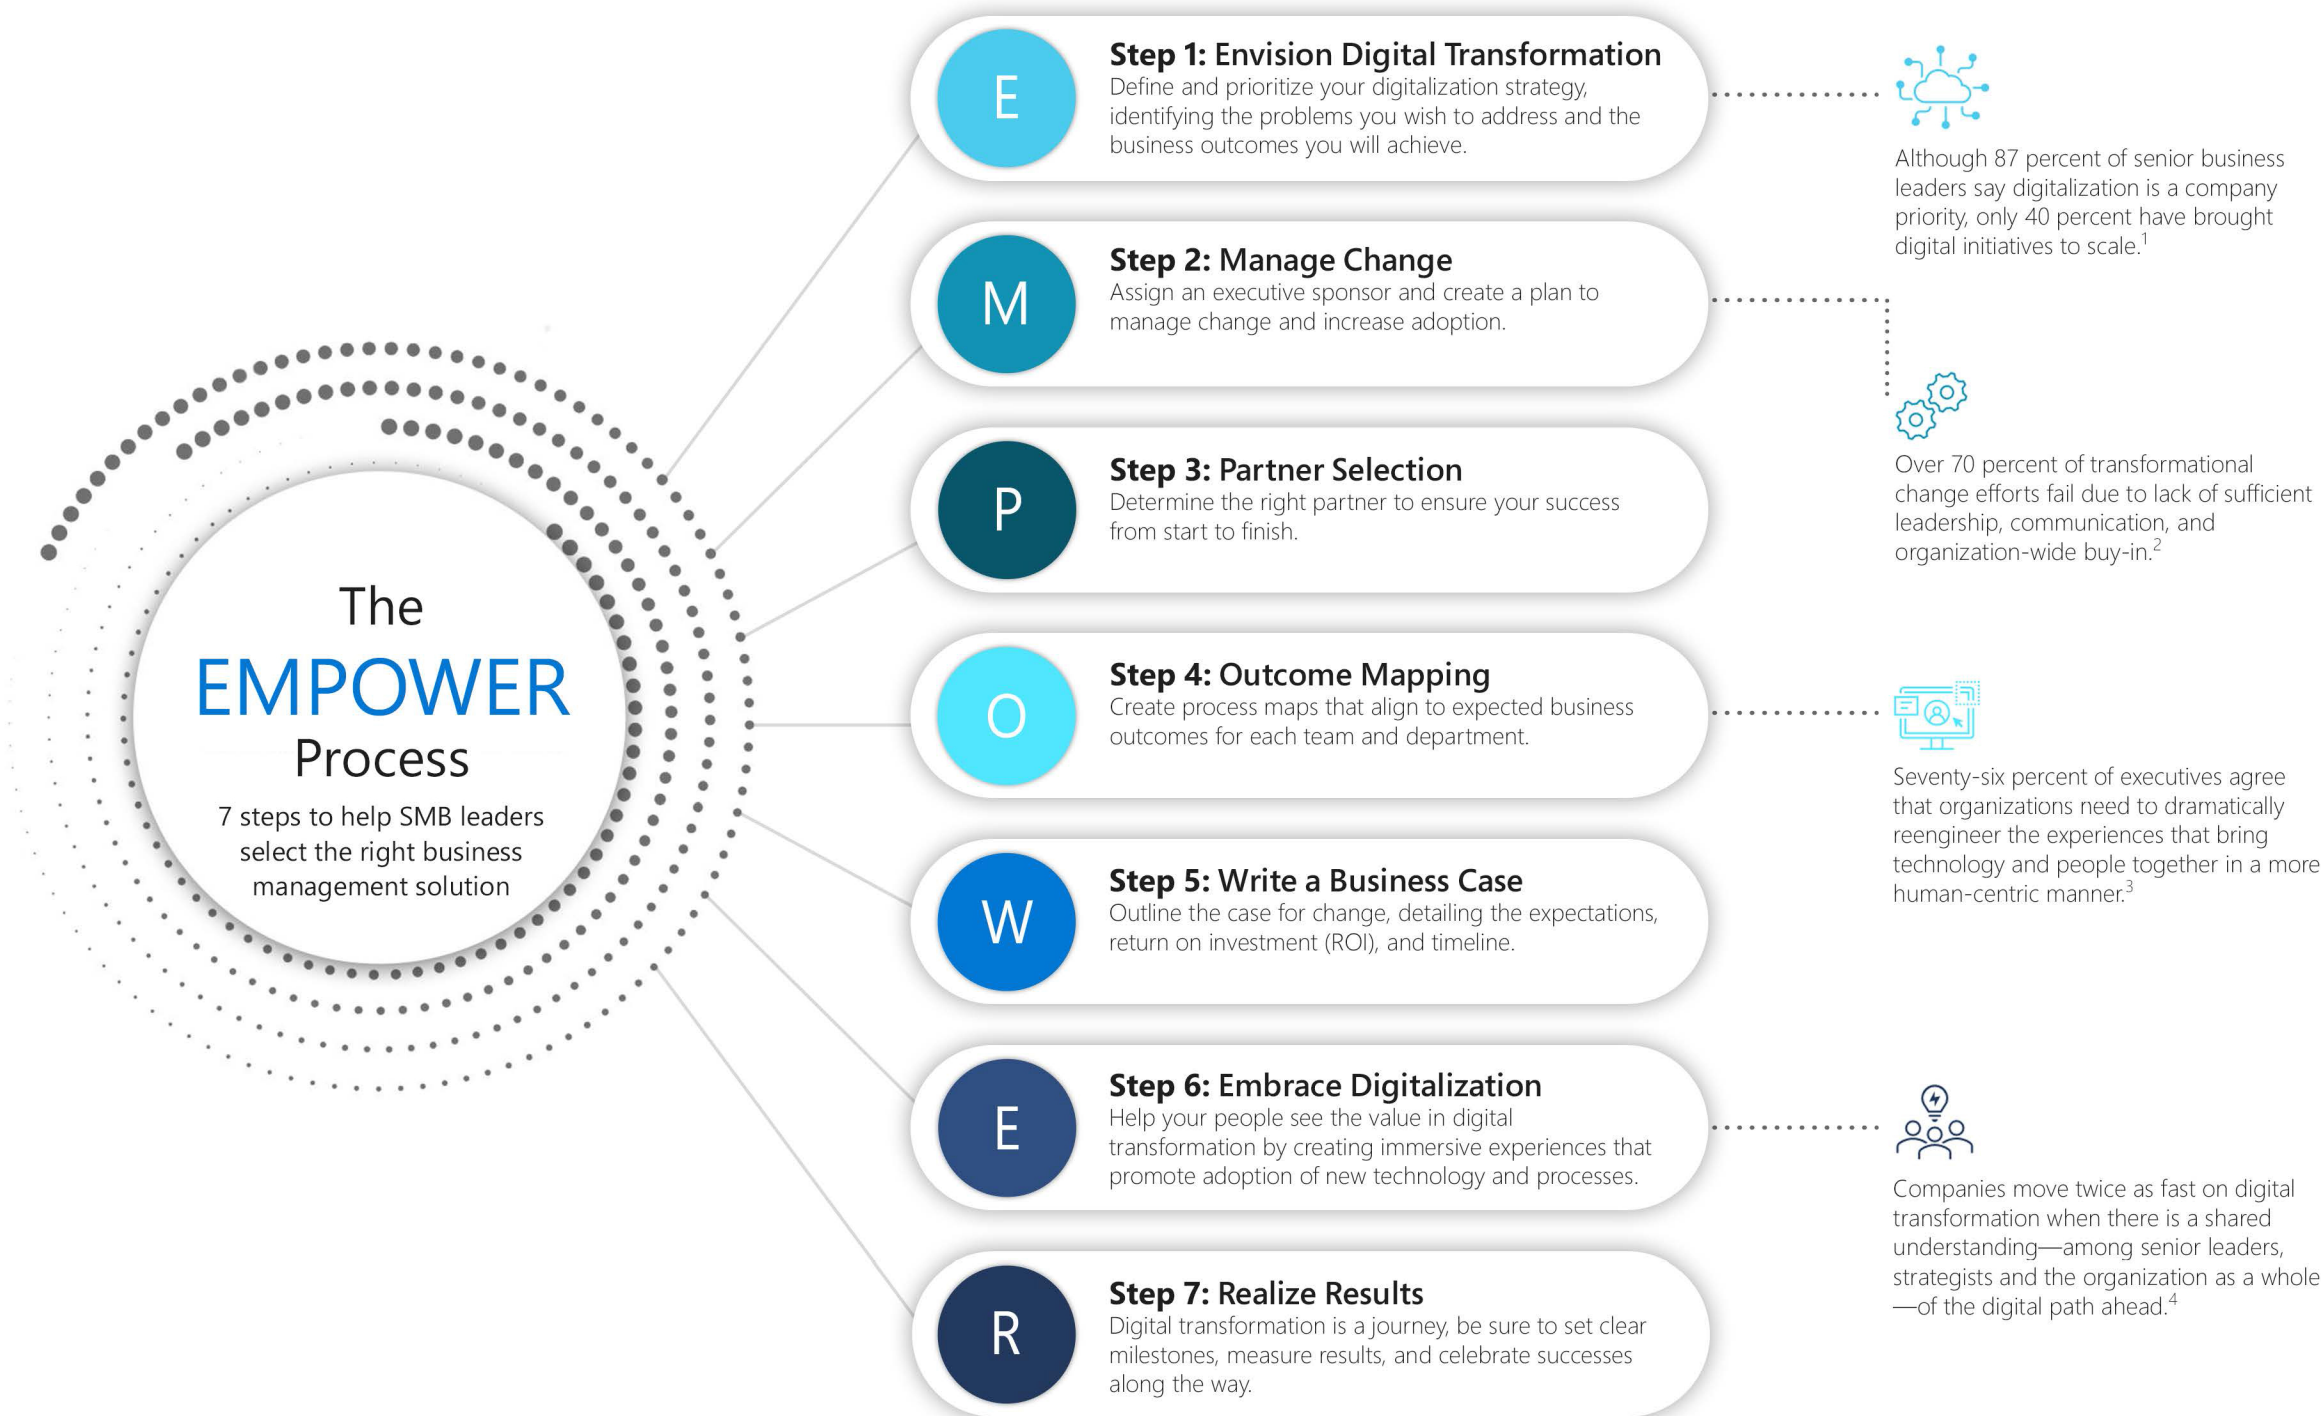 The
EMPOWER
Process
7 steps to help SMB leaders
select the right business
management solution
E
Step 1: Envision Digital Transformation
Define and prioritize your digitalization strategy,
identifying the problems you wish to address and the
business outcomes you will achieve.
Although 87 percent of senior business
leaders say digitalization is a company
priority, only 40 percent have brought
digital initiatives to scale.¹
M
Step 2: Manage Change
Assign an executive sponsor and create a plan to
manage change and increase adoption.
Over 70 percent of transformational
change efforts fail due to lack of sufficient
leadership, communication, and
organization-wide buy-in.²
P
Step 3: Partner Selection
Determine the right partner to ensure your success
from start to finish.
O
Step 4: Outcome Mapping
Create process maps that align to expected business
outcomes for each team and department.
Seventy-six percent of executives agree
that organizations need to dramatically
reengineer the experiences that bring
technology and people together in a more
human-centric manner.³
W
Step 5: Write a Business Case
Outline the case for change, detailing the expectations,
return on investment (ROI), and timeline.
E
Step 6: Embrace Digitalization
Help your people see the value in digital
transformation by creating immersive experiences that
promote adoption of new technology and processes.
Companies move twice as fast on digital
transformation when there is a shared
understanding—among senior leaders,
strategists and the organization as a whole
—of the digital path ahead.⁴
R
Step 7: Realize Results
Digital transformation is a journey, be sure to set clear
milestones, measure results, and celebrate successes
along the way.